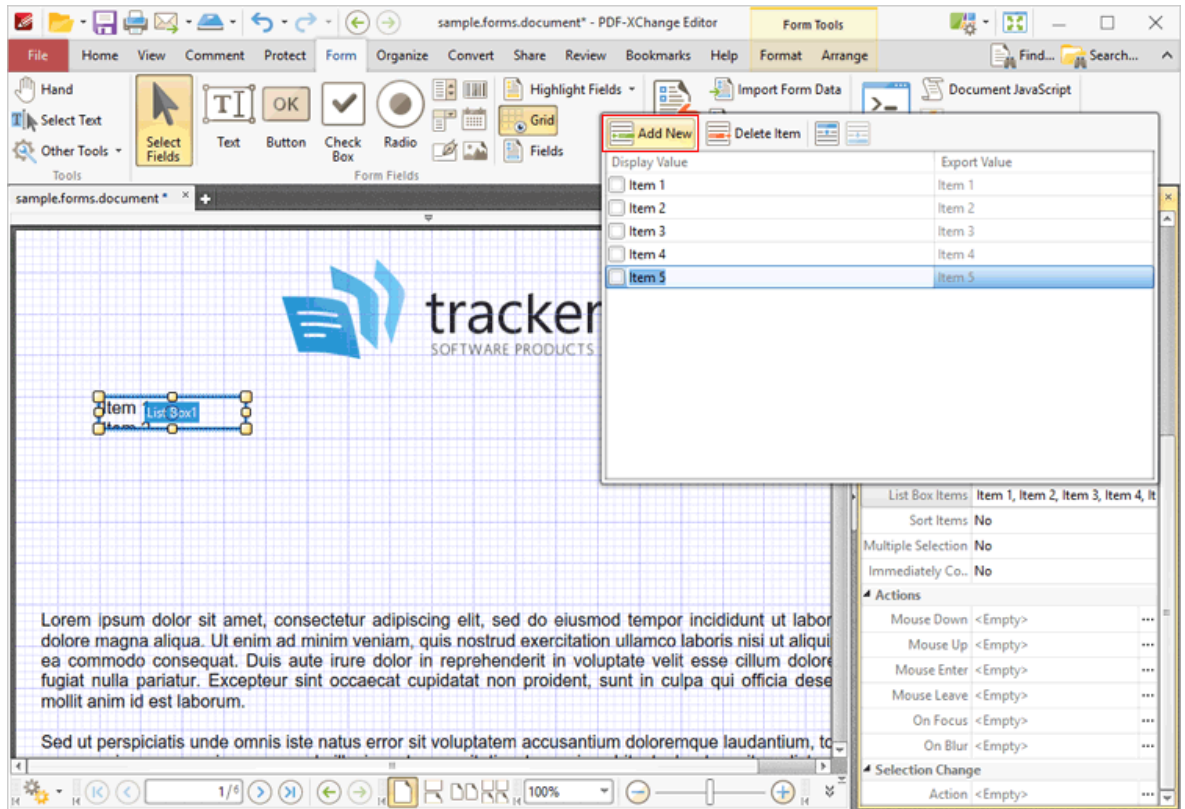 sample.forms.document* - PDF-XChange Editor
Form Tools
File Home View Comment Protect Form Organize Convert Share Review Bookmarks Help Format Arrange Find... Search...
Hand
Select Text
Other Tools
Tools
Select Fields
Text
Button
OK
Check Box
Radio
Form Fields
Highlight Fields
Grid
Fields
Import Form Data
Document JavaScript
sample.forms.document *
Add New Delete Item
Display Value Export Value
Item 1 Item 1
Item 2 Item 2
Item 3 Item 3
Item 4 Item 4
Item 5 Item 5
tracker
SOFTWARE PRODUCTS
Item
List Box1
List Box Items Item 1, Item 2, Item 3, Item 4, It
Sort Items No
Multiple Selection No
Immediately Co... No
Actions
Mouse Down <Empty> ...
Mouse Up <Empty> ...
Mouse Enter <Empty> ...
Mouse Leave <Empty> ...
On Focus <Empty> ...
On Blur <Empty> ...
Selection Change
Action <Empty> ...
Lorem ipsum dolor sit amet, consectetur adipiscing elit, sed do eiusmod tempor incididunt ut labor
dolore magna aliqua. Ut enim ad minim veniam, quis nostrud exercitation ullamco laboris nisi ut aliqui
ea commodo consequat. Duis aute irure dolor in reprehenderit in voluptate velit esse cillum dolore
fugiat nulla pariatur. Excepteur sint occaecat cupidatat non proident, sunt in culpa qui officia dese
mollit anim id est laborum.
Sed ut perspiciatis unde omnis iste natus error sit voluptatem accusantium doloremque laudantium, to
1/6
100%